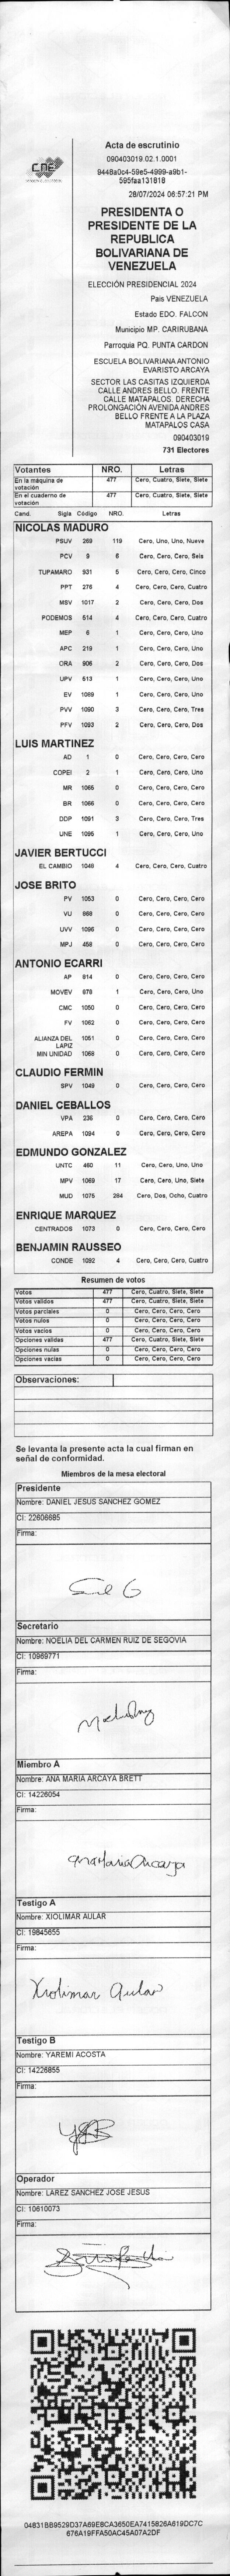 CNE
Acta de escrutinio
090403019.02.1.0001
9448a0c4-59e5-4999-a9b1-
595faa131818
28/07/2024 06:57:21 PM
PRESIDENTA O
PRESIDENTE DE LA
REPUBLICA
BOLIVARIANA DE
VENEZUELA
ELECCIÓN PRESIDENCIAL 2024
Pais VENEZUELA
Estado EDO. FALCON
Municipio MP. CARIRUBANA
Parroquia PQ. PUNTA CARDON
ESCUELA BOLIVARIANA ANTONIO
EVARISTO ARCAYA
SECTOR LAS CASITAS IZQUIERDA
CALLE ANDRES BELLO. FRENTE
CALLE MATAPALOS. DERECHA
PROLONGACIÓN AVENIDA ANDRES
BELLO FRENTE A LA PLAZA
MATAPALOS CASA
090403019
731 Electores
Votantes NRO. Letras
En la máquina de votación 477 Cero, Cuatro, Siete, Siete
En el cuaderno de votación 477 Cero, Cuatro, Siete, Siete
Cand. Sigla Código NRO. Letras
NICOLAS MADURO
PSUV 269 119 Cero, Uno, Uno, Nueve
PCV 9 6 Cero, Cero, Cero, Seis
TUPAMARO 931 5 Cero, Cero, Cero, Cinco
PPT 276 4 Cero, Cero, Cero, Cuatro
MSV 1017 2 Cero, Cero, Cero, Dos
PODEMOS 514 4 Cero, Cero, Cero, Cuatro
MEP 6 1 Cero, Cero, Cero, Uno
APC 219 1 Cero, Cero, Cero, Uno
ORA 906 2 Cero, Cero, Cero, Dos
UPV 513 1 Cero, Cero, Cero, Uno
EV 1089 1 Cero, Cero, Cero, Uno
PVV 1090 3 Cero, Cero, Cero, Tres
PFV 1093 2 Cero, Cero, Cero, Dos
LUIS MARTINEZ
AD 1 0 Cero, Cero, Cero, Cero
COPEI 2 1 Cero, Cero, Cero, Uno
MR 1065 0 Cero, Cero, Cero, Cero
BR 1066 0 Cero, Cero, Cero, Cero
DDP 1091 3 Cero, Cero, Cero, Tres
UNE 1095 1 Cero, Cero, Cero, Uno
JAVIER BERTUCCI
EL CAMBIO 1049 4 Cero, Cero, Cero, Cuatro
JOSE BRITO
PV 1053 0 Cero, Cero, Cero, Cero
VU 868 0 Cero, Cero, Cero, Cero
UVV 1096 0 Cero, Cero, Cero, Cero
MPJ 458 0 Cero, Cero, Cero, Cero
ANTONIO ECARRI
AP 814 0 Cero, Cero, Cero, Cero
MOVEV 678 1 Cero, Cero, Cero, Uno
CMC 1050 0 Cero, Cero, Cero, Cero
FV 1062 0 Cero, Cero, Cero, Cero
ALIANZA DEL LAPIZ 1051 0 Cero, Cero, Cero, Cero
MIN UNIDAD 1068 0 Cero, Cero, Cero, Cero
CLAUDIO FERMIN
SPV 1049 0 Cero, Cero, Cero, Cero
DANIEL CEBALLOS
VPA 236 0 Cero, Cero, Cero, Cero
AREPA 1094 0 Cero, Cero, Cero, Cero
EDMUNDO GONZALEZ
UNTC 460 11 Cero, Cero, Uno, Uno
MPV 1069 17 Cero, Cero, Uno, Siete
MUD 1075 284 Cero, Dos, Ocho, Cuatro
ENRIQUE MARQUEZ
CENTRADOS 1073 0 Cero, Cero, Cero, Cero
BENJAMIN RAUSSEO
CONDE 1092 4 Cero, Cero, Cero, Cuatro
Resumen de votos
Votos 477 Cero, Cuatro, Siete, Siete
Votos validos 477 Cero, Cuatro, Siete, Siete
Votos parciales 0 Cero, Cero, Cero, Cero
Votos nulos 0 Cero, Cero, Cero, Cero
Votos vacios 0 Cero, Cero, Cero, Cero
Opciones validas 477 Cero, Cuatro, Siete, Siete
Opciones nulas 0 Cero, Cero, Cero, Cero
Opciones vacias 0 Cero, Cero, Cero, Cero
Observaciones:
Se levanta la presente acta la cual firman en
señal de conformidad.
Miembros de la mesa electoral
Presidente
Nombre: DANIEL JESUS SANCHEZ GOMEZ
CI: 22606685
Firma:
Secretario
Nombre: NOELIA DEL CARMEN RUIZ DE SEGOVIA
CI: 10969771
Firma:
Miembro A
Nombre: ANA MARIA ARCAYA BRETT
CI: 14226054
Firma:
Ana Maria Arcaya
Testigo A
Nombre: XIOLIMAR AULAR
CI: 19845655
Firma:
Xiolimar Aular
Testigo B
Nombre: YAREMI ACOSTA
CI: 14226855
Firma:
Operador
Nombre: LAREZ SANCHEZ JOSE JESUS
CI: 10610073
Firma:
04831BB9529D37A69E8CA3650EA7415826A619DC7C
676A19FFA50AC45A07A2DF